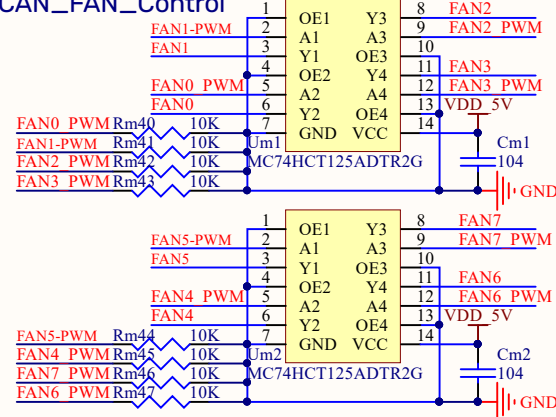 CAN_FAN_Control
1 OE1 Y3 8 FAN2
FAN1-PWM 2 A1 A3 9 FAN2_PWM
FAN1 3 Y1 OE3 10
4 OE2 Y4 11 FAN3
FAN0_PWM 5 A2 A4 12 FAN3_PWM
FAN0 6 Y2 OE4 13 VDD_5V
7 GND VCC 14
FAN0_PWM Rm40 10K
FAN1-PWM Rm41 10K Um1 Cm1
FAN2_PWM Rm42 10K MC74HCT125ADTR2G 104
FAN3_PWM Rm43 10K GND
1 OE1 Y3 8 FAN7
FAN5-PWM 2 A1 A3 9 FAN7_PWM
FAN5 3 Y1 OE3 10
4 OE2 Y4 11 FAN6
FAN4_PWM 5 A2 A4 12 FAN6_PWM
FAN4 6 Y2 OE4 13 VDD_5V
FAN5-PWM Rm44 10K 7 GND VCC 14
FAN4_PWM Rm45 10K Um2 Cm2
FAN7_PWM Rm46 10K MC74HCT125ADTR2G 104
FAN6_PWM Rm47 10K GND